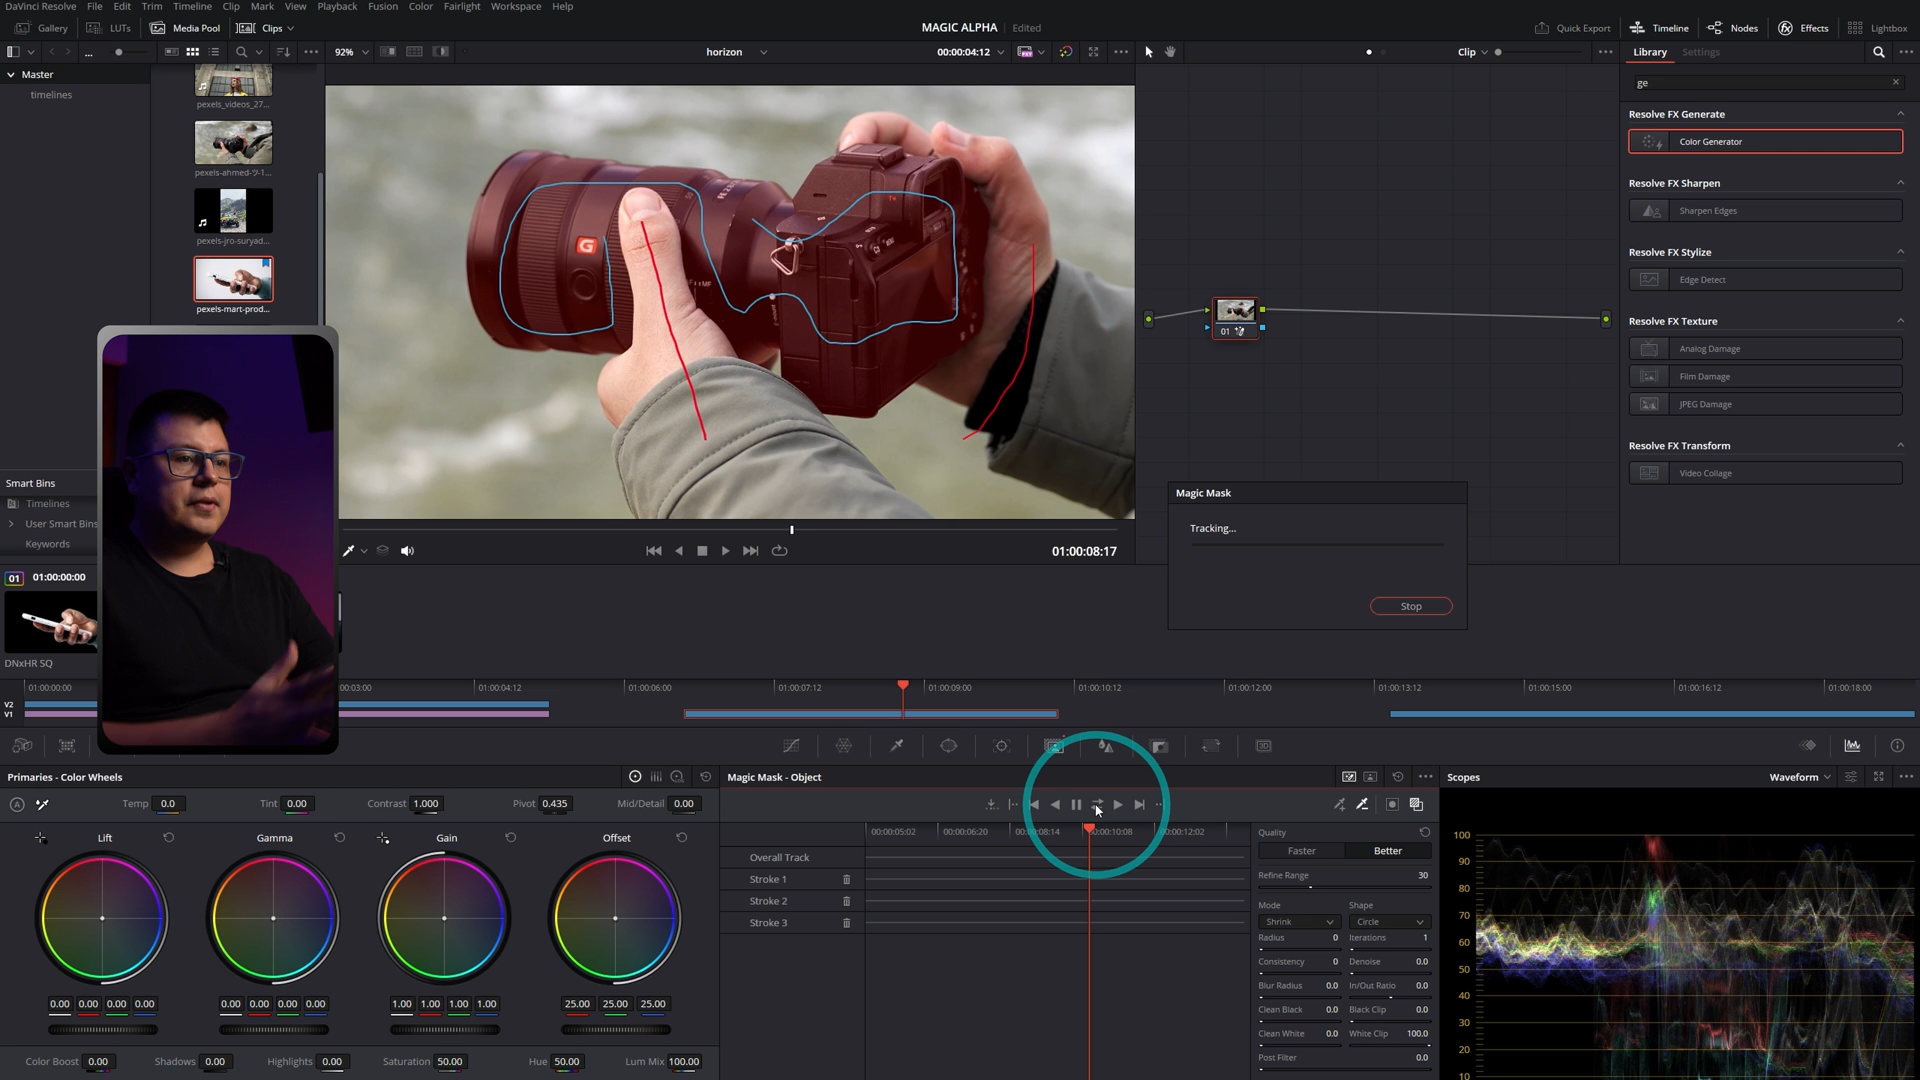 DaVinci Resolve File Edit Trim Timeline Clip Mark View Playback Fusion Color Fairlight Workspace Help
Gallery LUTs Media Pool Clips MAGIC ALPHA Edited Quick Export Timeline Nodes Effects Lightbox
... 92% horizon 00:00:04:12 Clip Library Settings
Master
timelines
ge
pexels_videos_27...
pexels-jro-suryad...
pexels-mart-prod...
Resolve FX Generate
Color Generator
Resolve FX Sharpen
Sharpen Edges
Resolve FX Stylize
Edge Detect
Resolve FX Texture
Analog Damage
Film Damage
JPEG Damage
Resolve FX Transform
Video Collage
G
MF
01
Smart Bins
Timelines
User Smart Bins
Keywords
01:00:08:17
Magic Mask
Tracking...
Stop
01 01:00:00:00
DNxHR SQ
01:00:00:00 00:03:00 01:00:04:12 01:00:06:00 01:00:07:12 01:00:09:00 01:00:10:12 01:00:12:00 01:00:13:12 01:00:15:00 01:00:16:12 01:00:18:00
V2
V1
3D
Primaries - Color Wheels
A Temp 0.0 Tint 0.00 Contrast 1.000 Pivot 0.435 Mid/Detail 0.00
Lift Gamma Gain Offset
0.00 0.00 0.00 0.00 0.00 0.00 0.00 0.00 1.00 1.00 1.00 1.00 25.00 25.00 25.00
Color Boost 0.00 Shadows 0.00 Highlights 0.00 Saturation 50.00 Hue 50.00 Lum Mix 100.00
Magic Mask - Object
00:00:05:02 00:00:06:20 00:00:08:14 00:00:10:08 00:00:12:02
Overall Track
Stroke 1
Stroke 2
Stroke 3
Quality
Faster Better
Refine Range 30
Mode Shape
Shrink Circle
Radius 0 Iterations 1
Consistency 0 Denoise 0.0
Blur Radius 0.0 In/Out Ratio 0.0
Clean Black 0.0 Black Clip 0.0
Clean White 0.0 White Clip 100.0
Post Filter 0.0
Scopes Waveform
100
90
80
70
60
50
40
30
20
10